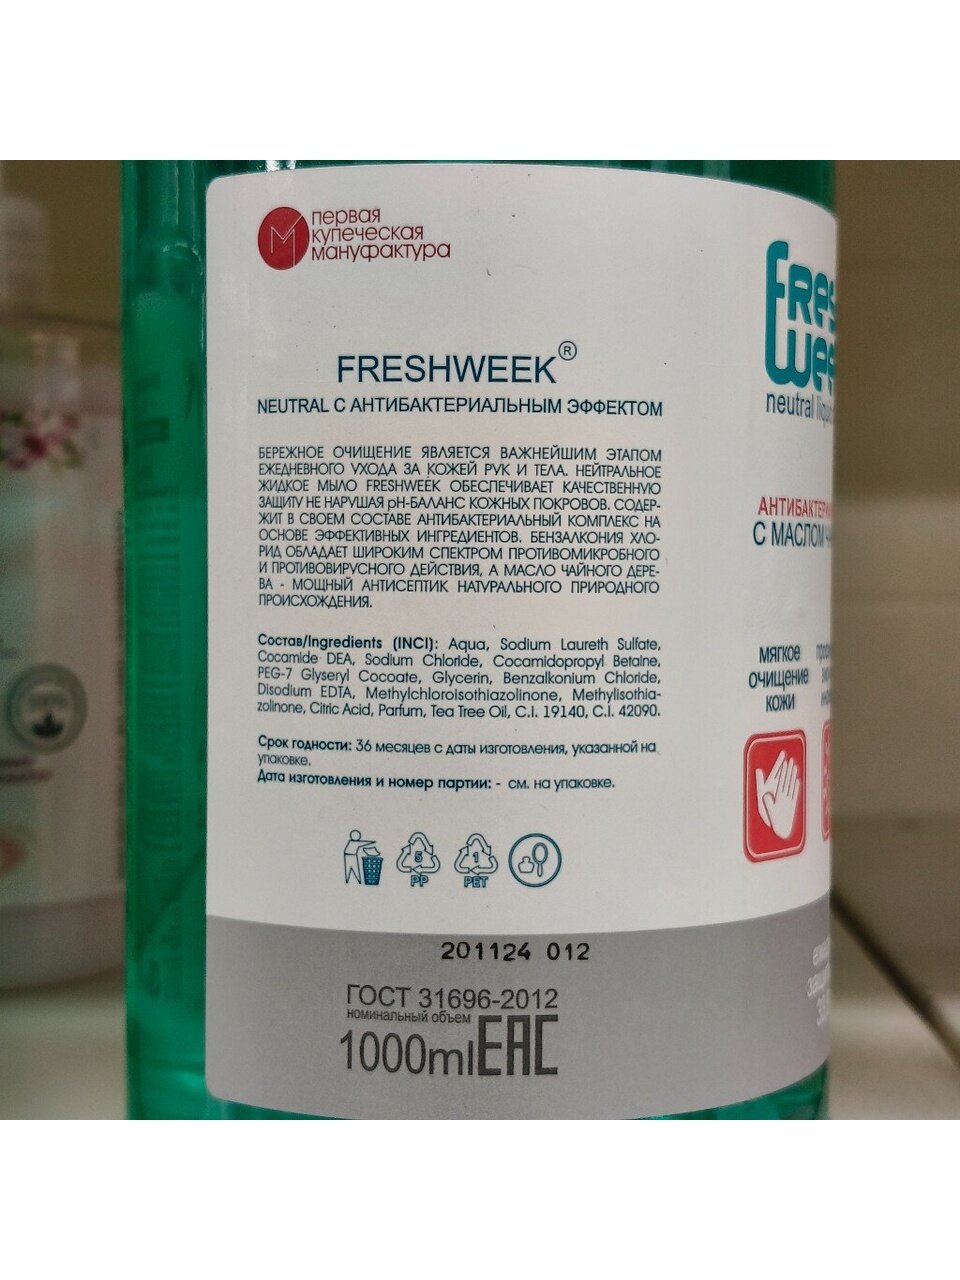 первая
купеческая
мануфактура
FRESHWEEK®
NEUTRAL С АНТИБАКТЕРИАЛЬНЫМ ЭФФЕКТОМ
БЕРЕЖНОЕ ОЧИЩЕНИЕ ЯВЛЯЕТСЯ ВАЖНЕЙШИМ ЭТАПОМ
ЕЖЕДНЕВНОГО УХОДА ЗА КОЖЕЙ РУК И ТЕЛА. НЕЙТРАЛЬНОЕ
ЖИДКОЕ МЫЛО FRESHWEEK ОБЕСПЕЧИВАЕТ КАЧЕСТВЕННУЮ
ЗАЩИТУ НЕ НАРУШАЯ pH-БАЛАНС КОЖНЫХ ПОКРОВОВ. СОДЕР-
ЖИТ В СВОЕМ СОСТАВЕ АНТИБАКТЕРИАЛЬНЫЙ КОМПЛЕКС НА
ОСНОВЕ ЭФФЕКТИВНЫХ ИНГРЕДИЕНТОВ. БЕНЗАЛКОНИЯ ХЛО-
РИД ОБЛАДАЕТ ШИРОКИМ СПЕКТРОМ ПРОТИВОМИКРОБНОГО
И ПРОТИВОВИРУСНОГО ДЕЙСТВИЯ, А МАСЛО ЧАЙНОГО ДЕРЕ-
ВА - МОЩНЫЙ АНТИСЕПТИК НАТУРАЛЬНОГО ПРИРОДНОГО
ПРОИСХОЖДЕНИЯ.
Состав/Ingredients (INCI): Aqua, Sodium Laureth Sulfate,
Cocamide DEA, Sodium Chloride, Cocamidopropyl Betaine,
PEG-7 Glyseryl Cocoate, Glycerin, Benzalkonium Chloride,
Disodium EDTA, Methylchloroisothiazolinone, Methylisothia-
zolinone, Citric Acid, Parfum, Tea Tree Oil, C.I. 19140, C.I. 42090.
Срок годности: 36 месяцев с даты изготовления, указанной на
упаковке.
Дата изготовления и номер партии: - см. на упаковке.
5
PP
1
PET
201124 012
ГОСТ 31696-2012
номинальный объем
1000ml EAC
neutral
С МАСЛОМ
МЯГКОЕ
ОЧИЩЕНИЕ
КОЖИ